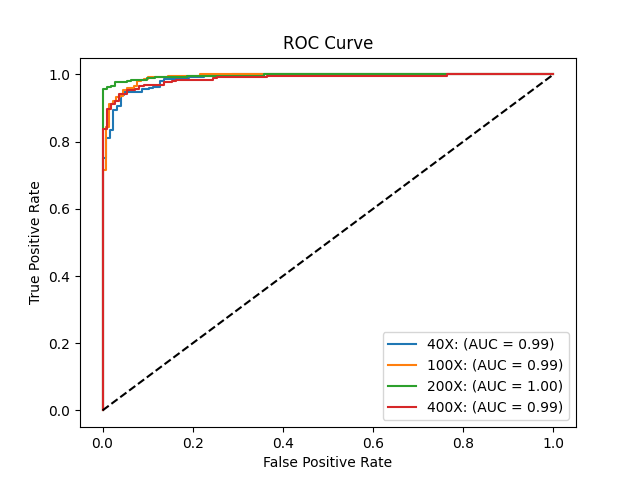 ROC Curve
True Positive Rate
1.0
0.8
0.6
0.4
0.2
0.0
0.0 0.2 0.4 0.6 0.8 1.0
False Positive Rate
40X: (AUC = 0.99)
100X: (AUC = 0.99)
200X: (AUC = 1.00)
400X: (AUC = 0.99)